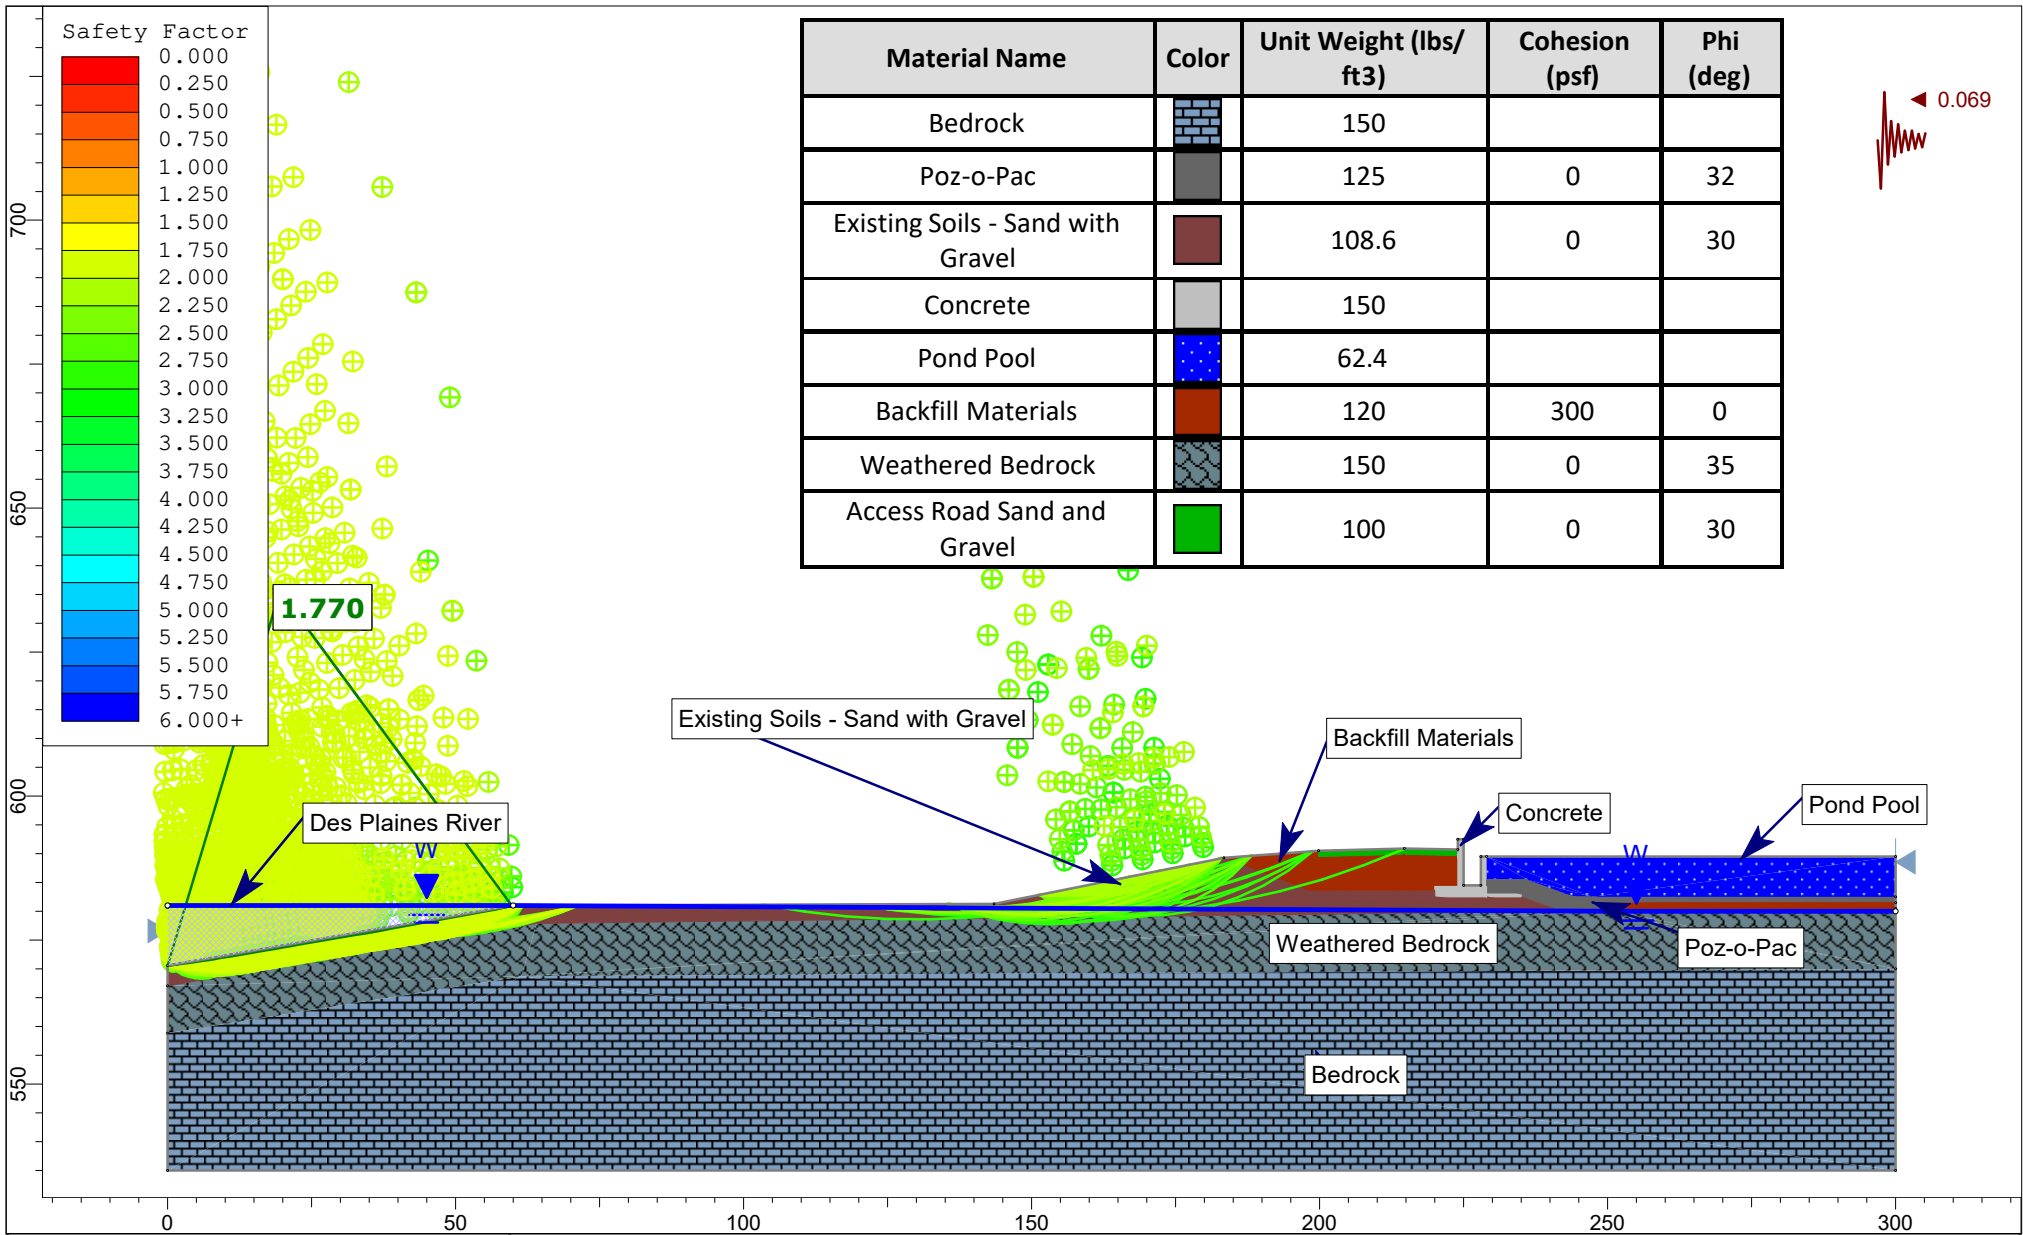 Safety Factor
0.000
0.250
0.500
0.750
1.000
1.250
1.500
1.750
2.000
2.250
2.500
2.750
3.000
3.250
3.500
3.750
4.000
4.250
4.500
4.750
5.000
5.250
5.500
5.750
6.000+
Material Name Color Unit Weight (lbs/ft3) Cohesion (psf) Phi (deg)
Bedrock 150
Poz-o-Pac 125 0 32
Existing Soils - Sand with Gravel 108.6 0 30
Concrete 150
Pond Pool 62.4
Backfill Materials 120 300 0
Weathered Bedrock 150 0 35
Access Road Sand and Gravel 100 0 30
0.069
1.770
Existing Soils - Sand with Gravel
Backfill Materials
Concrete
Pond Pool
Des Plaines River
W
W
Weathered Bedrock
Poz-o-Pac
Bedrock
700
650
600
550
0 50 100 150 200 250 300